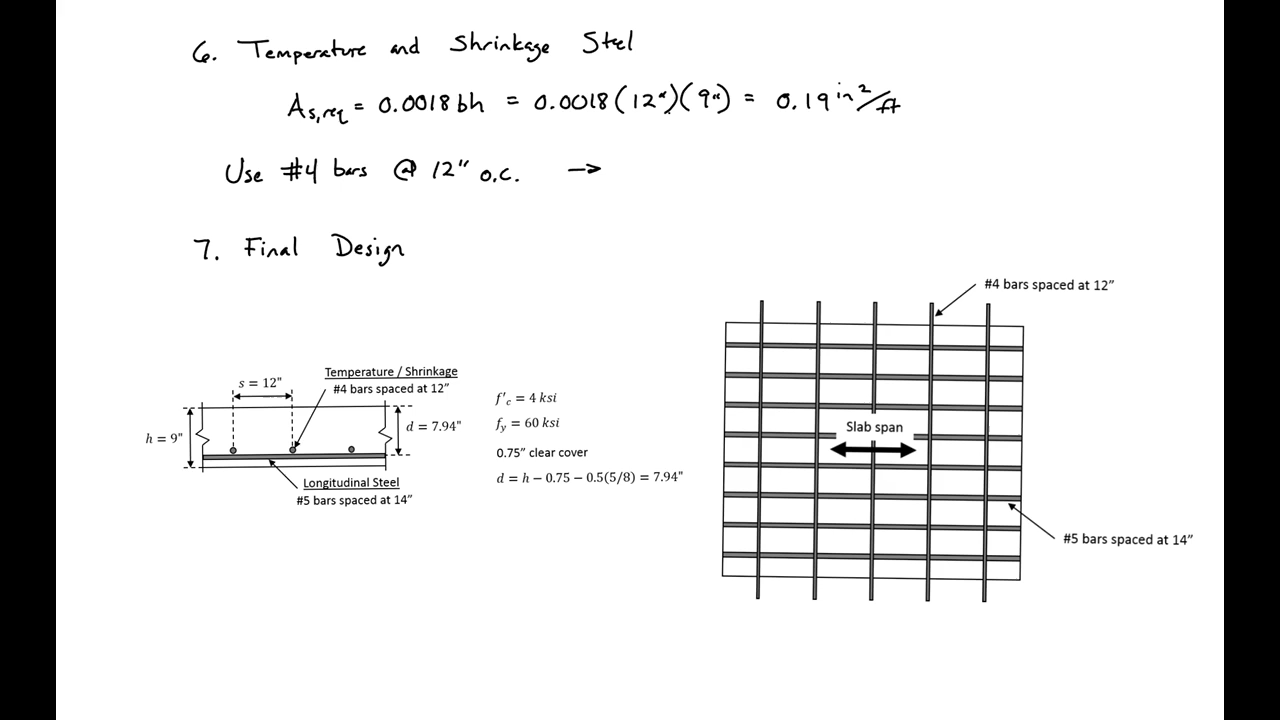 6. Temperature and Shrinkage Steel
As,req = 0.0018bh = 0.0018(12")(9") = 0.19 in²/ft
Use #4 bars @ 12" o.c. →
7. Final Design
#4 bars spaced at 12”
Temperature / Shrinkage
#4 bars spaced at 12”
s = 12"
h = 9"
d = 7.94"
Longitudinal Steel
#5 bars spaced at 14”
f'c = 4 ksi
fy = 60 ksi
0.75” clear cover
d = h − 0.75 − 0.5(5/8) = 7.94"
Slab span
#5 bars spaced at 14”